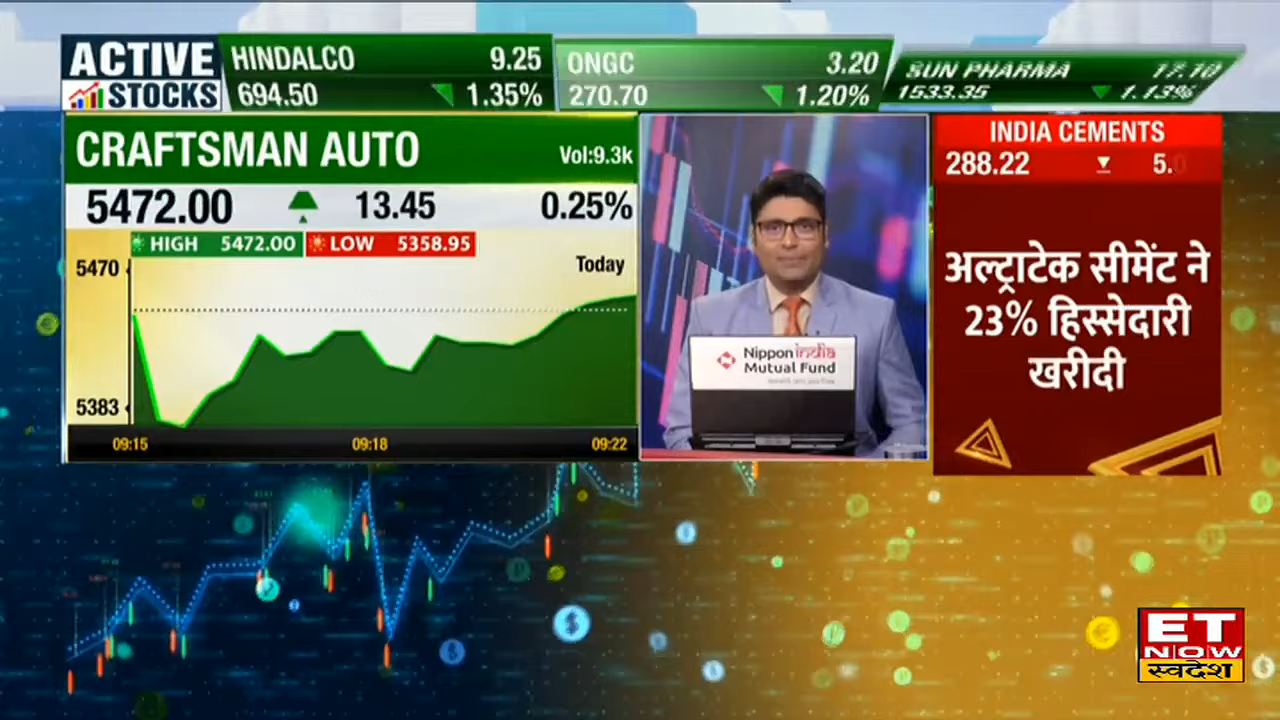 ACTIVE
STOCKS
HINDALCO 9.25
694.50 1.35%
ONGC 3.20
270.70 1.20%
SUN PHARMA 17.10
1533.35 1.13%
CRAFTSMAN AUTO Vol:9.3k
5472.00 13.45 0.25%
HIGH 5472.00 LOW 5358.95
Today
5470
5383
09:15 09:18 09:22
Nippon india
Mutual Fund
INDIA CEMENTS
288.22 5.0
अल्ट्राटेक सीमेंट ने
23% हिस्सेदारी
खरीदी
ET
NOW
स्वदेश